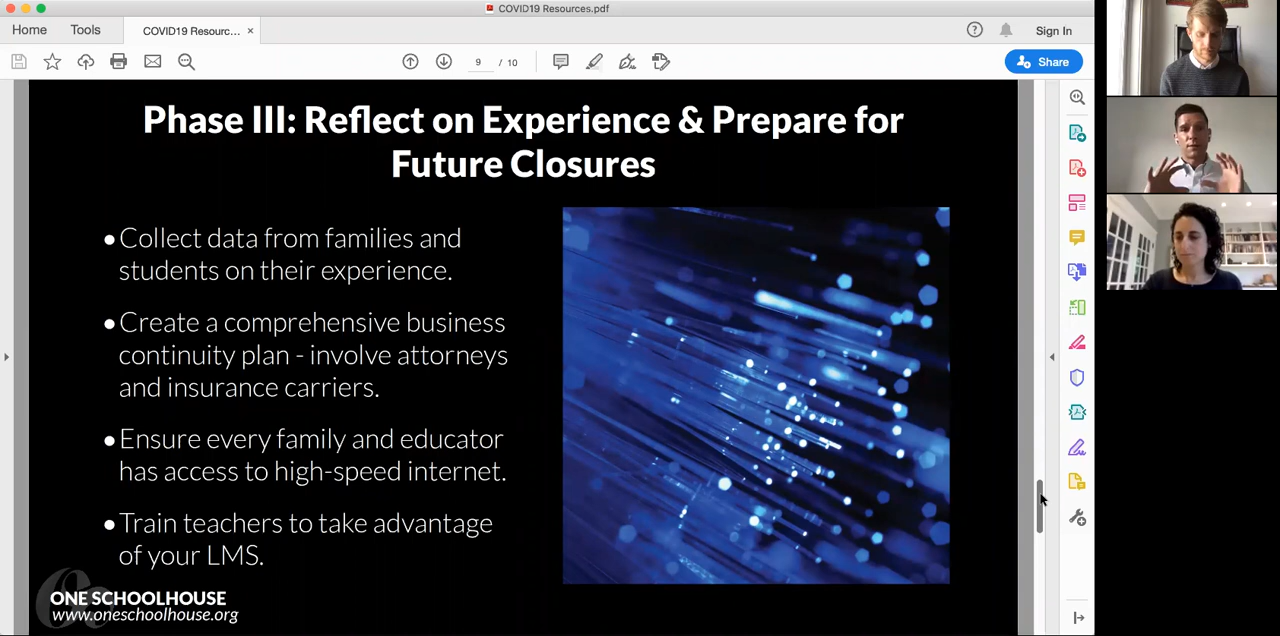 COVID19 Resources.pdf
Home
Tools
COVID19 Resourc... ×
Sign In
9 / 10
Share
Phase III: Reflect on Experience & Prepare for
Future Closures
• Collect data from families and
students on their experience.
• Create a comprehensive business
continuity plan - involve attorneys
and insurance carriers.
• Ensure every family and educator
has access to high-speed internet.
• Train teachers to take advantage
of your LMS.
ONE SCHOOLHOUSE
www.oneschoolhouse.org